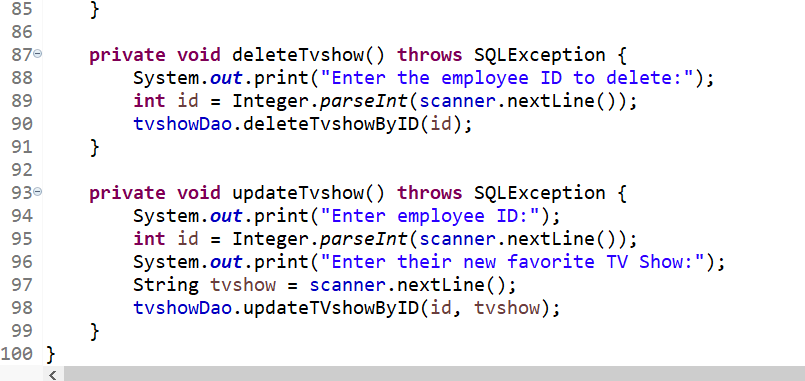 85     }
86
87    private void deleteTvshow() throws SQLException {
88        System.out.print("Enter the employee ID to delete:");
89        int id = Integer.parseInt(scanner.nextLine());
90        tvshowDao.deleteTvshowByID(id);
91    }
92
93    private void updateTvshow() throws SQLException {
94        System.out.print("Enter employee ID:");
95        int id = Integer.parseInt(scanner.nextLine());
96        System.out.print("Enter their new favorite TV Show:");
97        String tvshow = scanner.nextLine();
98        tvshowDao.updateTVshowByID(id, tvshow);
99    }
100 }